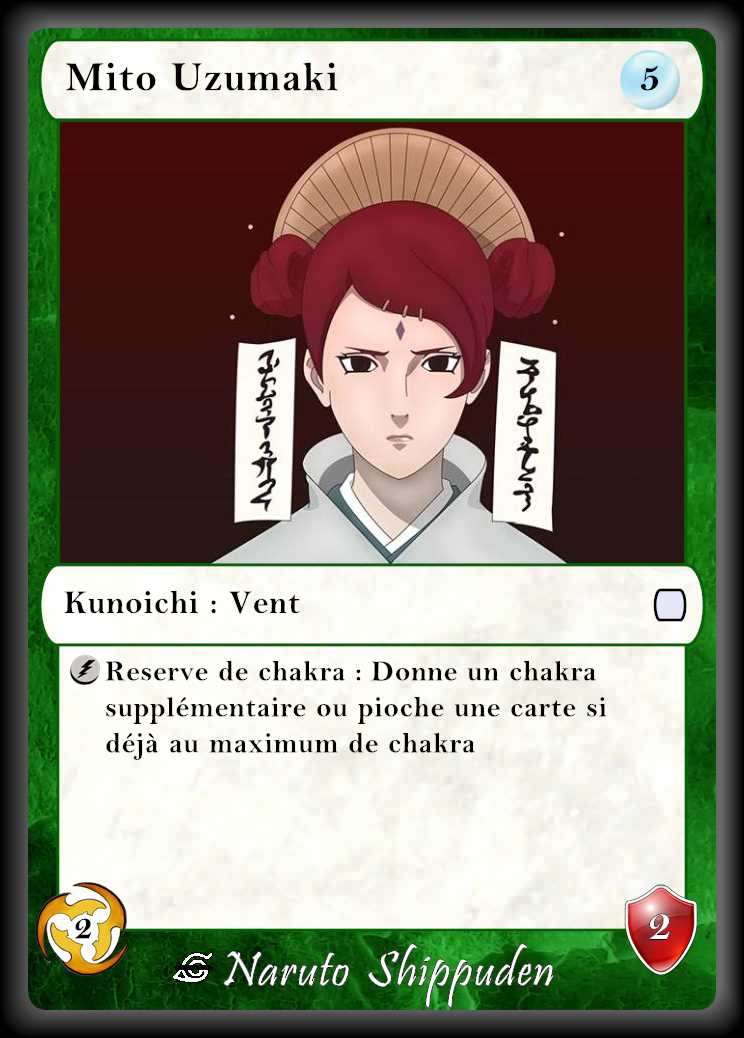 Mito Uzumaki
5
Kunoichi : Vent
Reserve de chakra : Donne un chakra
supplémentaire ou pioche une carte si
déjà au maximum de chakra
2
2
Naruto Shippuden